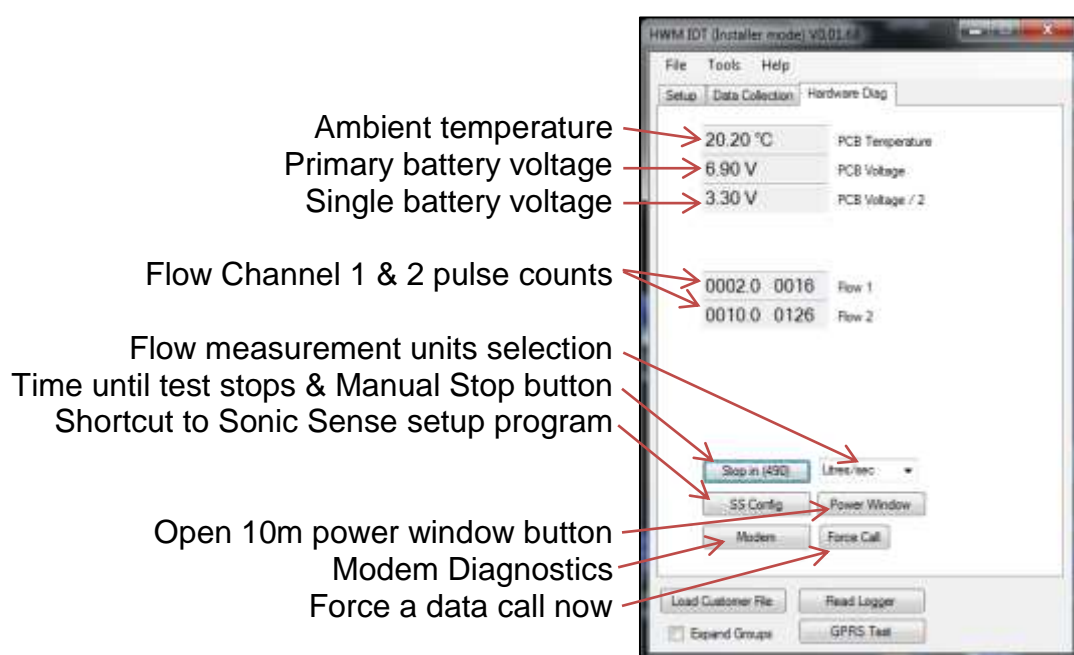 HWM IDT (Installer mode) V0.01.
File Tools Help
Setup Data Collection Hardware Diag
Ambient temperature
20.20 °C PCB Temperature
Primary battery voltage
6.90 V PCB Voltage
Single battery voltage
3.30 V PCB Voltage / 2
Flow Channel 1 & 2 pulse counts
0002.0 0016 Flow 1
0010.0 0126 Flow 2
Flow measurement units selection
Time until test stops & Manual Stop button
Shortcut to Sonic Sense setup program
Stop in (490) Litres/sec
SS Config Power Window
Open 10m power window button
Modem Force Call
Modem Diagnostics
Force a data call now
Load Customer File Read Logger
Expand Groups GPRS Test